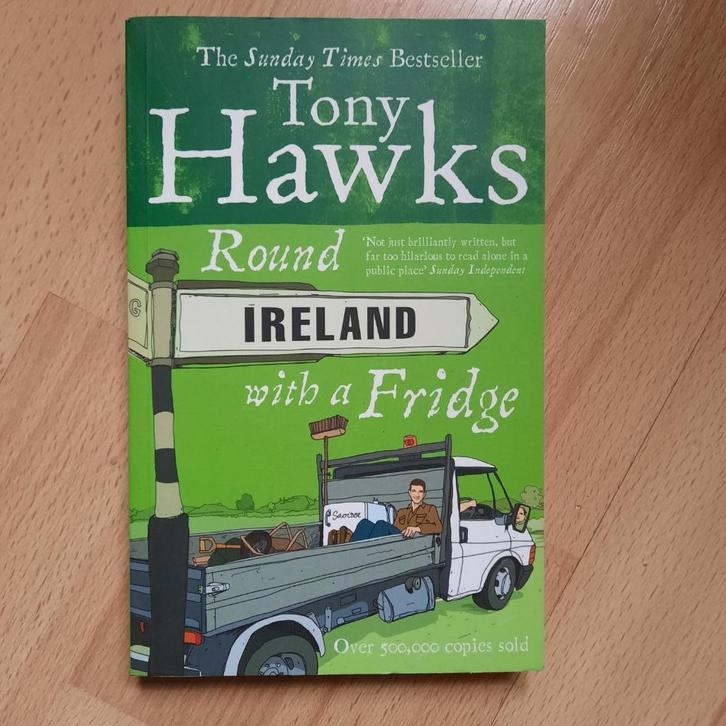 The Sunday Times Bestseller
Tony
Hawks
Round
'Not just brilliantly written, but
far too hilarious to read alone in a
public place' Sunday Independent
G
IRELAND
with a Fridge
Saorose
Over 500,000 copies sold